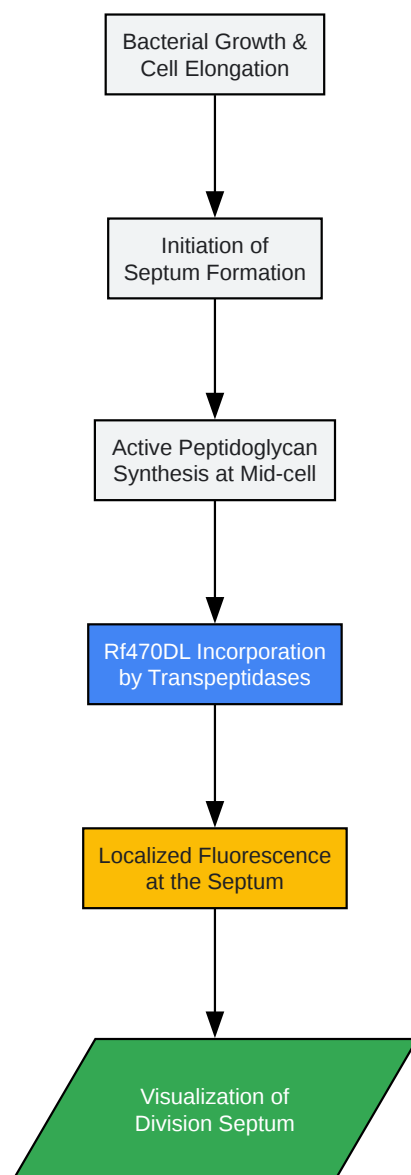 Bacterial Growth &
Cell Elongation
Initiation of
Septum Formation
Active Peptidoglycan
Synthesis at Mid-cell
Rf470DL Incorporation
by Transpeptidases
Localized Fluorescence
at the Septum
Visualization of
Division Septum